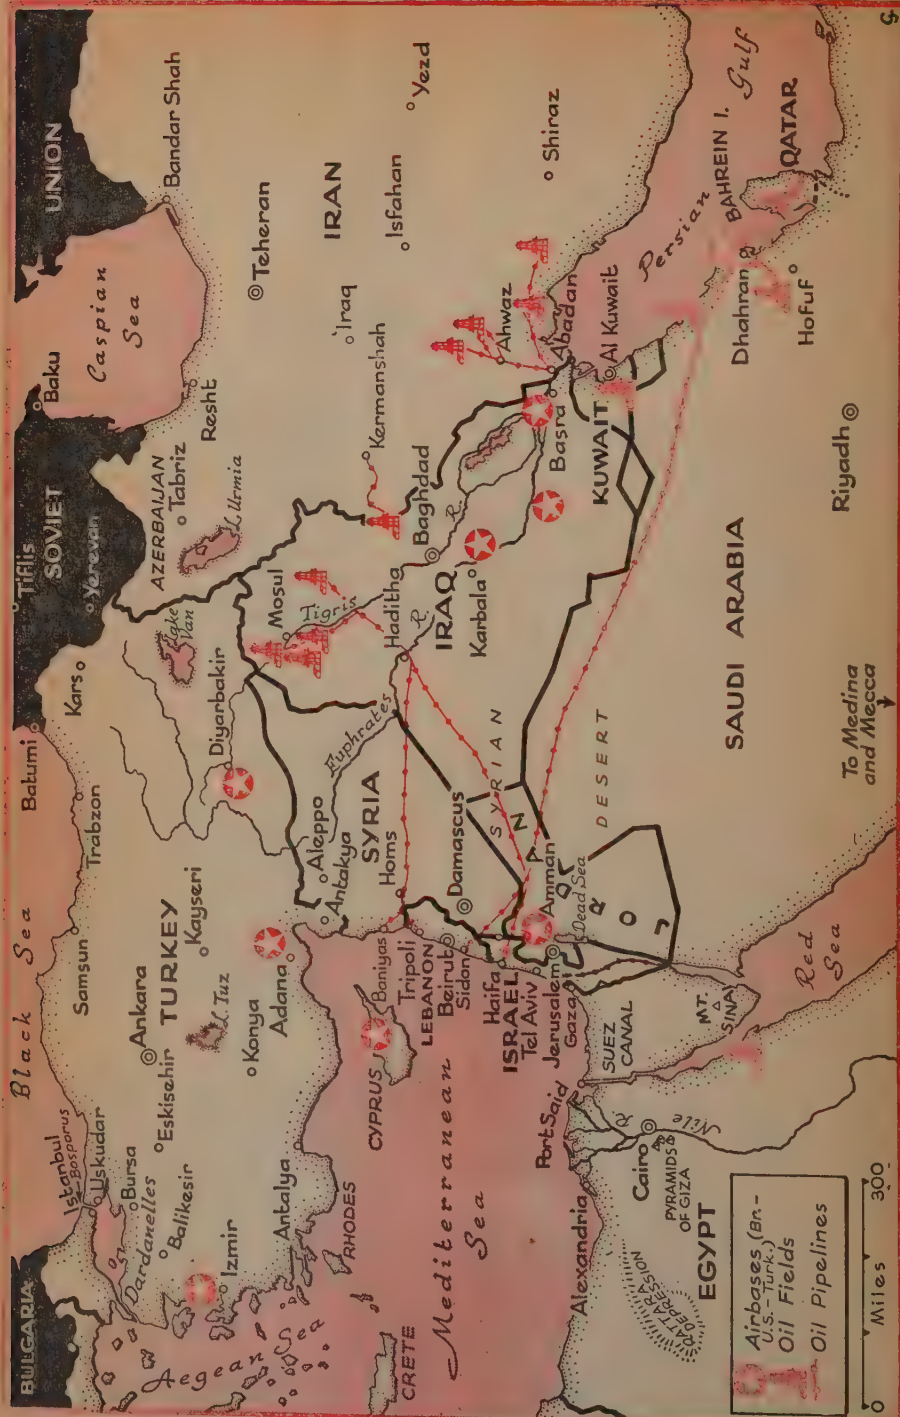 BULGARIA
Black Sea
Batumi
Tiflis
SOVIET
Baku
UNION
Istanbul
Bosporus
Uskudar
Samsun
Trabzon
Kars
Yerevan
Caspian
Sea
Bandar Shah
Bursa
Dardanelles
Balikesir
Eskisehir
Ankara
TURKEY
Kayseri
L. Tuz
Diyarbakir
Lake
Van
AZERBAIJAN
Tabriz
L. Urmia
Resht
Teheran
Aegean Sea
Izmir
Antalya
Konya
Adana
Antakya
Aleppo
Mosul
Tigris
Euphrates
R.
Iraq
IRAN
Isfahan
Yezd
Kermanshah
RHODES
CRETE
CYPRUS
Baniyas
Tripoli
SYRIA
Homs
LEBANON
Beirut
Sidon
Damascus
Haditha
Baghdad
R.
IRAQ
Karbala
Ahwaz
Shiraz
Mediterranean
Sea
Haifa
ISRAEL
Tel Aviv
Jerusalem
Gaza
Amman
Dead Sea
JORDAN
SYRIAN
DESERT
Basra
Abadan
KUWAIT
Al Kuwait
Persian Gulf
BAHREIN I.
QATAR
Dhahran
Hofuf
Riyadh
SAUDI ARABIA
To Medina
and Mecca
Alexandria
Port Said
SUEZ
CANAL
MT.
SINAI
Red
Sea
Cairo
Nile R.
PYRAMIDS
OF GIZA
QATTARA
DEPRESSION
EGYPT
Airbases (Br.-
U.S.-Turk.)
Oil Fields
Oil Pipelines
0 Miles 300
5